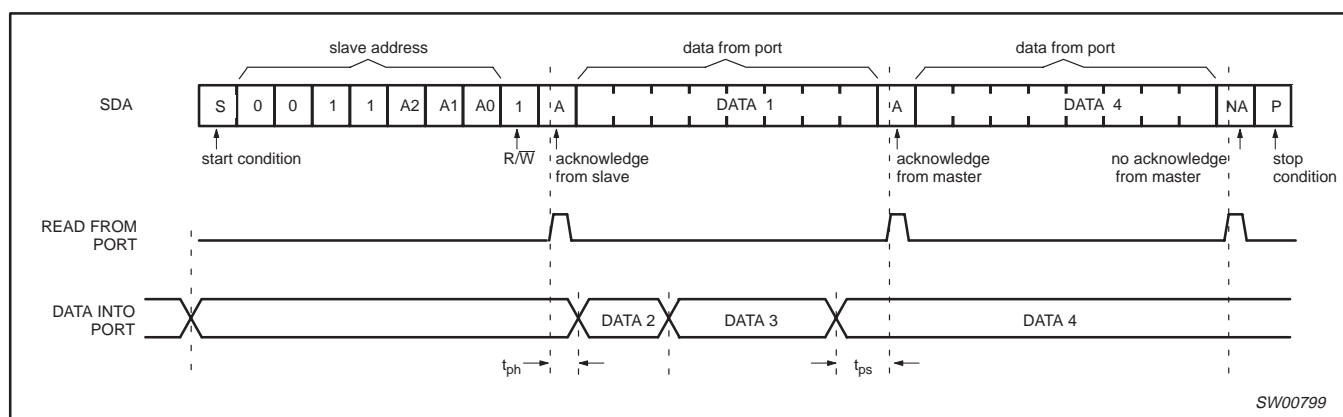 slave address data from port data from port
SDA S 0 0 1 1 A2 A1 A0 1 A DATA 1 A DATA 4 NA P
start condition R/W̅ acknowledge from slave acknowledge from master no acknowledge from master stop condition
READ FROM PORT
DATA INTO PORT DATA 2 DATA 3 DATA 4
tph tps
SW00799